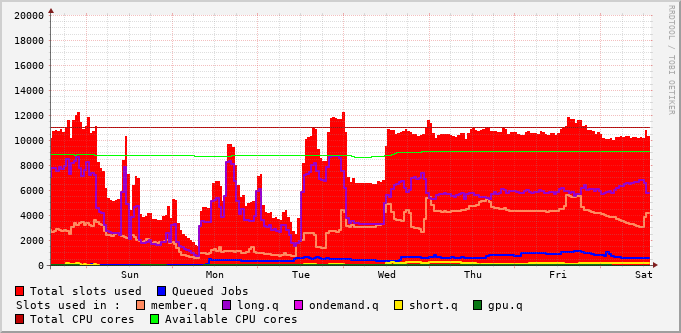 20000
18000
16000
14000
12000
10000
8000
6000
4000
2000
0
Sun Mon Tue Wed Thu Fri Sat
RRDTOOL / TOBI OETIKER
Total slots used Queued Jobs
Slots used in : member.q long.q ondemand.q short.q gpu.q
Total CPU cores Available CPU cores